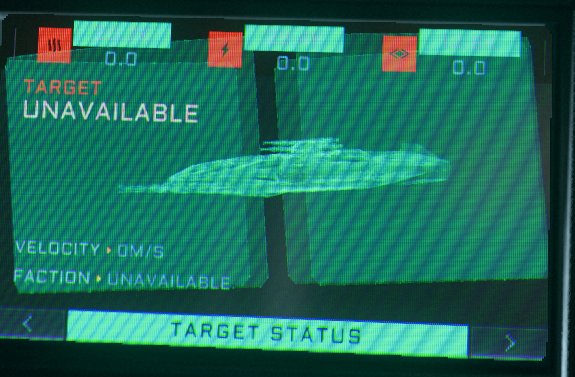 0.0
0.0
0.0
TARGET
UNAVAILABLE
VELOCITY ▸ 0M/S
FACTION ▸ UNAVAILABLE
< TARGET STATUS >